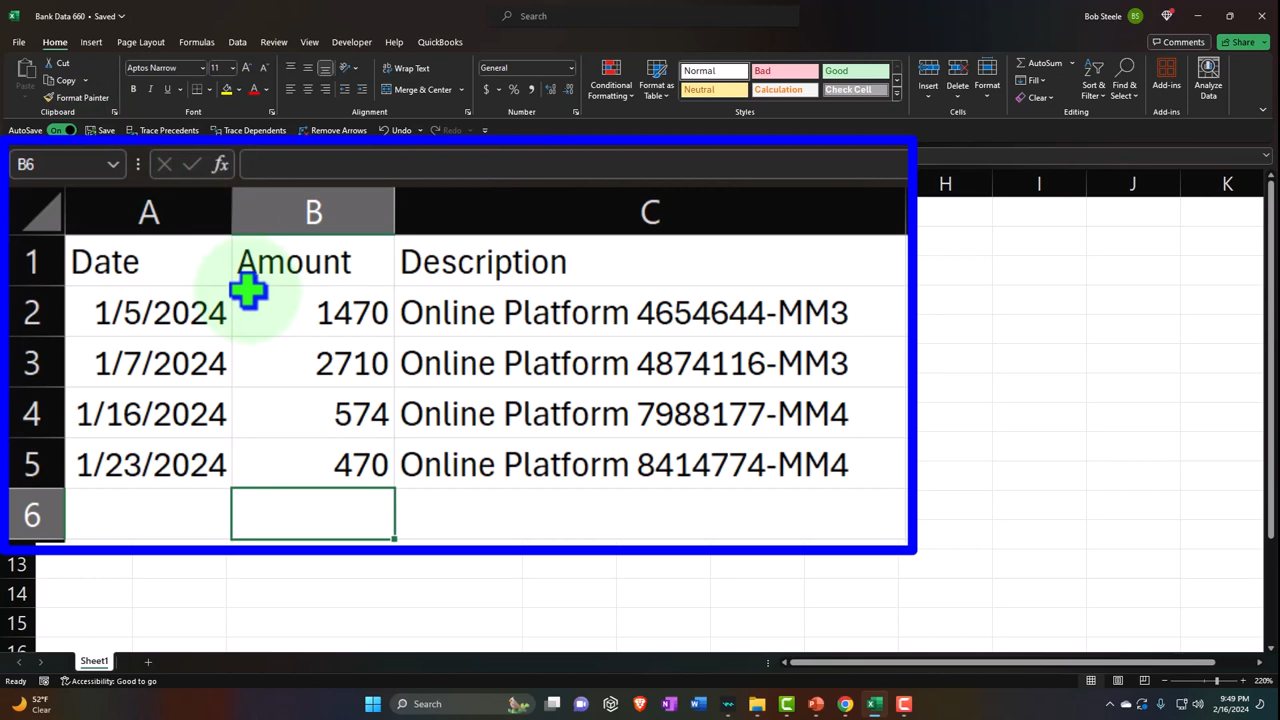 Bank Data 660 • Saved
Search
Bob Steele
BS
File Home Insert Page Layout Formulas Data Review View Developer Help QuickBooks
Comments
Share
Paste
Cut
Copy
Format Painter
Clipboard
Aptos Narrow
11
B I U
Font
Wrap Text
Merge & Center
Alignment
General
$ % ,
Number
Conditional Formatting
Format as Table
Normal Bad Good
Neutral Calculation Check Cell
Styles
Insert Delete Format
Cells
AutoSum
Fill
Clear
Sort & Filter
Find & Select
Editing
Add-ins
Add-ins
Analyze Data
AutoSave On Save Trace Precedents Trace Dependents Remove Arrows Undo Redo
B6
fx
A B C H I J K
1 Date Amount Description
2 1/5/2024 1470 Online Platform 4654644-MM3
3 1/7/2024 2710 Online Platform 4874116-MM3
4 1/16/2024 574 Online Platform 7988177-MM4
5 1/23/2024 470 Online Platform 8414774-MM4
6
13
14
15
16
Sheet1
Ready
Accessibility: Good to go
220%
52°F
Clear
Search
9:49 PM
2/16/2024